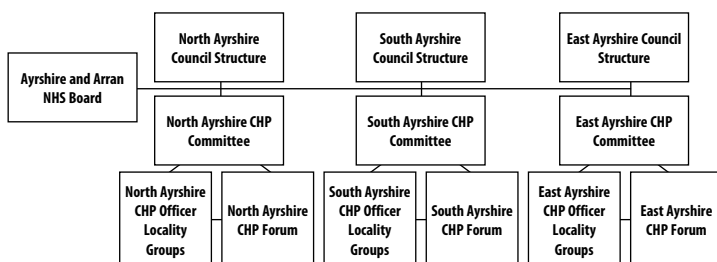 North Ayrshire
Council Structure
South Ayrshire
Council Structure
East Ayrshire Council
Structure
Ayrshire and Arran
NHS Board
North Ayrshire CHP
Committee
South Ayrshire CHP
Committee
East Ayrshire CHP
Committee
North Ayrshire
CHP Officer
Locality
Groups
North Ayrshire
CHP Forum
South Ayrshire
CHP Officer
Locality
Groups
South Ayrshire
CHP Forum
East Ayrshire
CHP Officer
Locality
Groups
East Ayrshire
CHP Forum